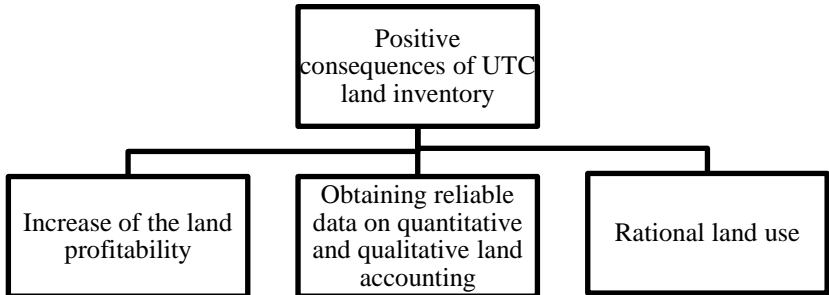 Positive
consequences of UTC
land inventory
Increase of the land
profitability
Obtaining reliable
data on quantitative
and qualitative land
accounting
Rational land use